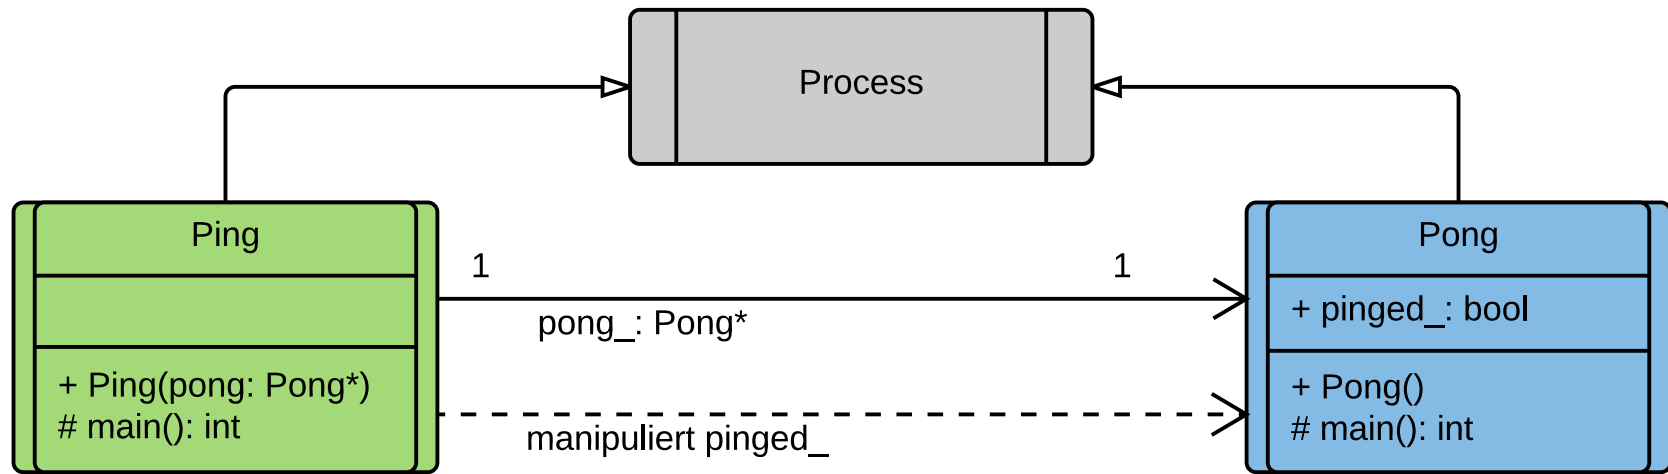 Process
Ping
Pong
1
1
+ pinged_: bool
pong_: Pong*
+ Ping(pong: Pong*)
# main(): int
+ Pong()
# main(): int
manipuliert pinged_